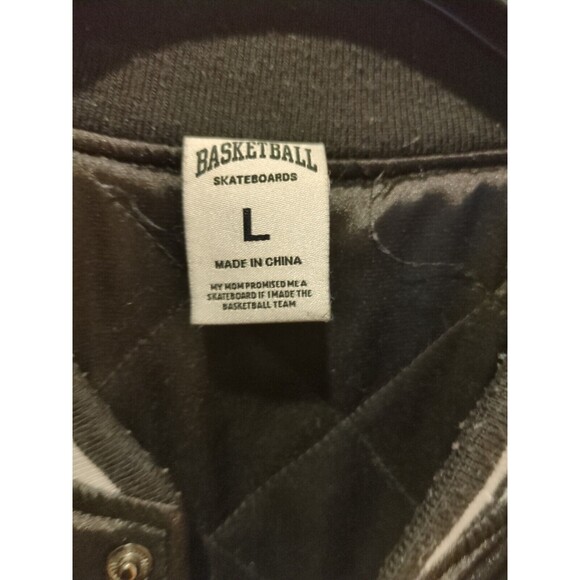 BASKETBALL
SKATEBOARDS
L
MADE IN CHINA
MY MOM PROMISED ME A
SKATEBOARD IF I MADE THE
BASKETBALL TEAM